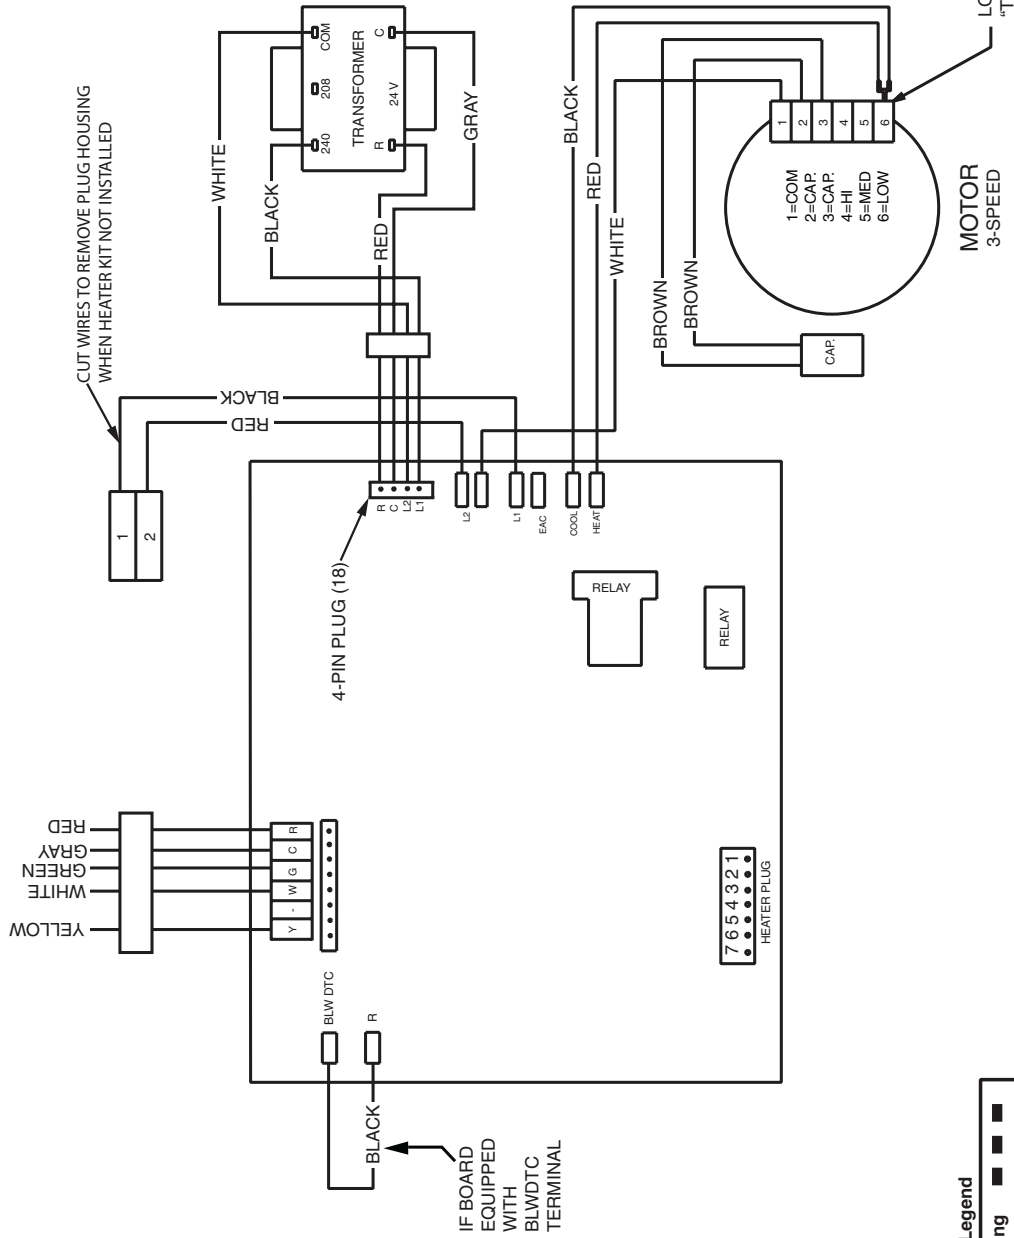 CUT WIRES TO REMOVE PLUG HOUSING
WHEN HEATER KIT NOT INSTALLED
1
2
BLACK
RED
WHITE
BLACK
RED
GRAY
COM
208
240
TRANSFORMER
24 V
C
R
BLACK
RED
WHITE
BROWN
BROWN
CAP.
1
2
3
4
5
6
1=COM
2=CAP.
3=CAP.
4=HI
5=MED
6=LOW
MOTOR
3-SPEED
4-PIN PLUG (18)
R
C
L2
L1
L2
L1
EAC
COOL
HEAT
RELAY
RELAY
YELLOW
WHITE
GREEN
GRAY
RED
Y
-
W
G
C
R
BLW DTC
R
BLACK
IF BOARD
EQUIPPED
WITH
BLWDTC
TERMINAL
7 6 5 4 3 2 1
HEATER PLUG
Legend